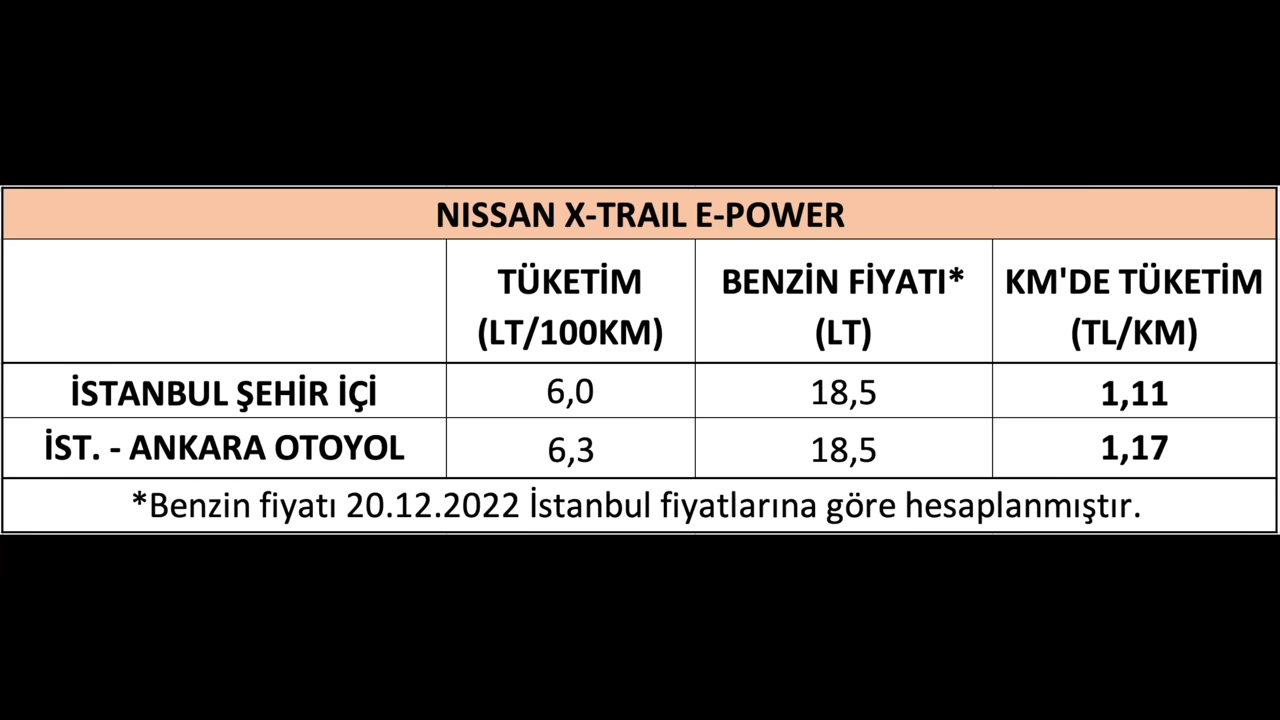 NISSAN X-TRAIL E-POWER
TÜKETİM (LT/100KM) BENZİN FİYATI* (LT) KM'DE TÜKETİM (TL/KM)
İSTANBUL ŞEHİR İÇİ 6,0 18,5 1,11
İST. - ANKARA OTOYOL 6,3 18,5 1,17
*Benzin fiyatı 20.12.2022 İstanbul fiyatlarına göre hesaplanmıştır.